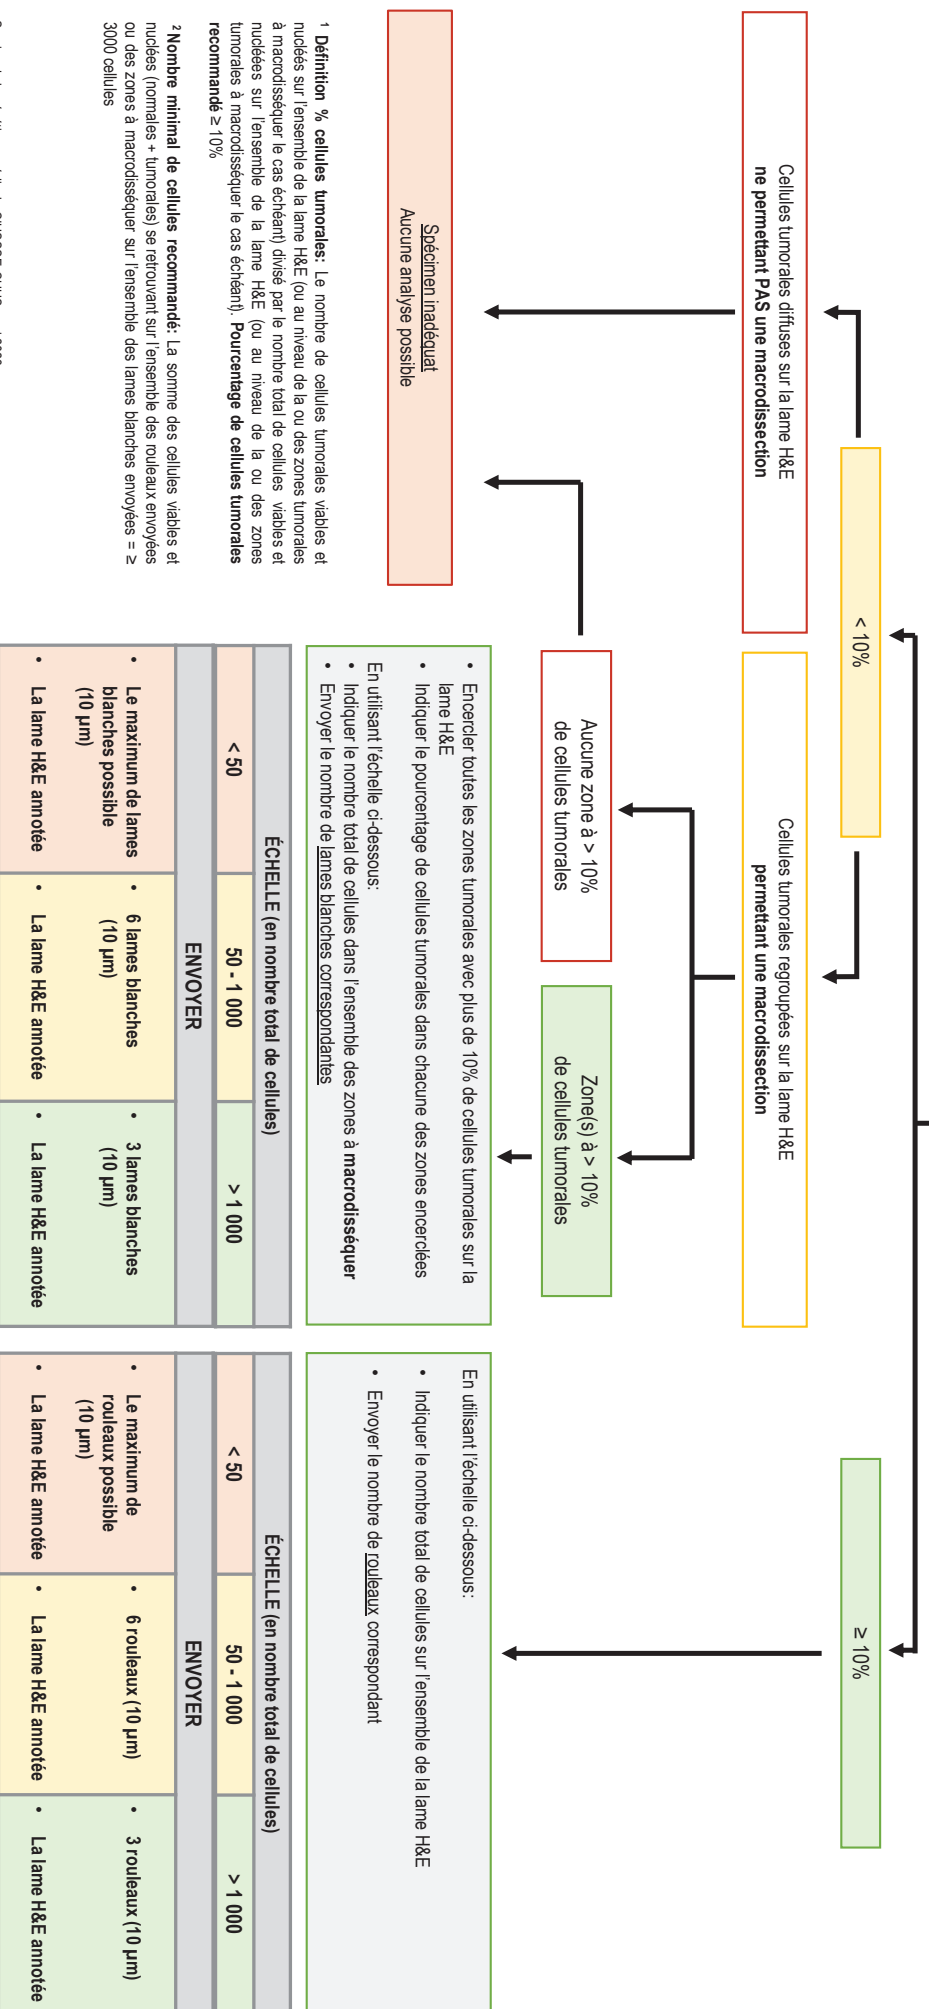 < 10%
≥ 10%
Cellules tumorales diffuses sur la lame H&E
ne permettant PAS une macrodissection
Cellules tumorales regroupées sur la lame H&E
permettant une macrodissection
Aucune zone à > 10%
de cellules tumorales
Zone(s) à > 10%
de cellules tumorales
Spécimen inadéquat
Aucune analyse possible
• Encercler toutes les zones tumorales avec plus de 10% de cellules tumorales sur la
lame H&E
• Indiquer le pourcentage de cellules tumorales dans chacune des zones encerclées
En utilisant l'échelle ci-dessous:
• Indiquer le nombre total de cellules dans l'ensemble des zones à macrodisséquer
• Envoyer le nombre de lames blanches correspondantes
En utilisant l'échelle ci-dessous:
• Indiquer le nombre total de cellules sur l'ensemble de la lame H&E
• Envoyer le nombre de rouleaux correspondant
ÉCHELLE (en nombre total de cellules)
< 50
50 - 1 000
> 1 000
ENVOYER
• Le maximum de lames
blanches possible
(10 µm)
• La lame H&E annotée
• 6 lames blanches
(10 µm)
• La lame H&E annotée
• 3 lames blanches
(10 µm)
• La lame H&E annotée
ÉCHELLE (en nombre total de cellules)
< 50
50 - 1 000
> 1 000
ENVOYER
• Le maximum de
rouleaux possible
(10 µm)
• La lame H&E annotée
• 6 rouleaux (10 µm)
• La lame H&E annotée
• 3 rouleaux (10 µm)
• La lame H&E annotée
¹ Définition % cellules tumorales: Le nombre de cellules tumorales viables et
nucléés sur l'ensemble de la lame H&E (ou au niveau de la ou des zones tumorales
à macrodisséquer le cas échéant) divisé par le nombre total de cellules viables et
nucléées sur l'ensemble de la lame H&E (ou au niveau de la ou des zones
tumorales à macrodisséquer le cas échéant). Pourcentage de cellules tumorales
recommandé ≥ 10%
² Nombre minimal de cellules recommandé: La somme des cellules viables et
nuclées (normales + tumorales) se retrouvant sur l'ensemble des rouleaux envoyées
ou des zones à macrodisséquer sur l'ensemble des lames blanches envoyées = ≥
3000 cellules